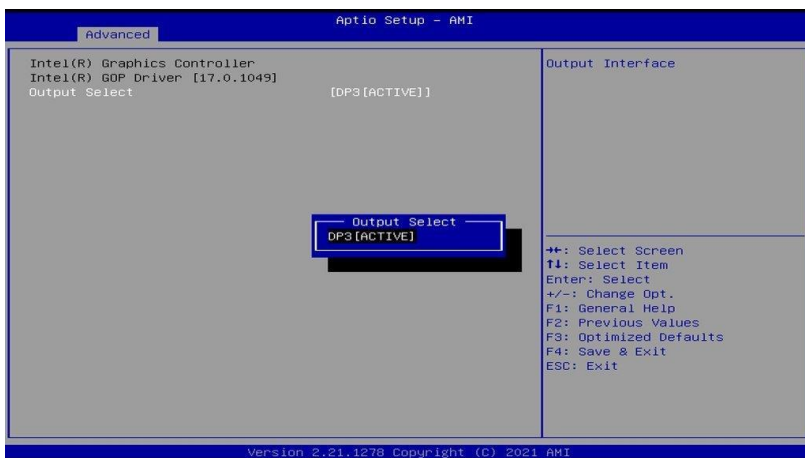 Aptio Setup – AMI
Advanced
Intel(R) Graphics Controller
Intel(R) GOP Driver [17.0.1049]
Output Select [DP3[ACTIVE]]
Output Interface
Output Select
DP3[ACTIVE]
→←: Select Screen
↑↓: Select Item
Enter: Select
+/-: Change Opt.
F1: General Help
F2: Previous Values
F3: Optimized Defaults
F4: Save & Exit
ESC: Exit
Version 2.21.1278 Copyright (C) 2021 AMI